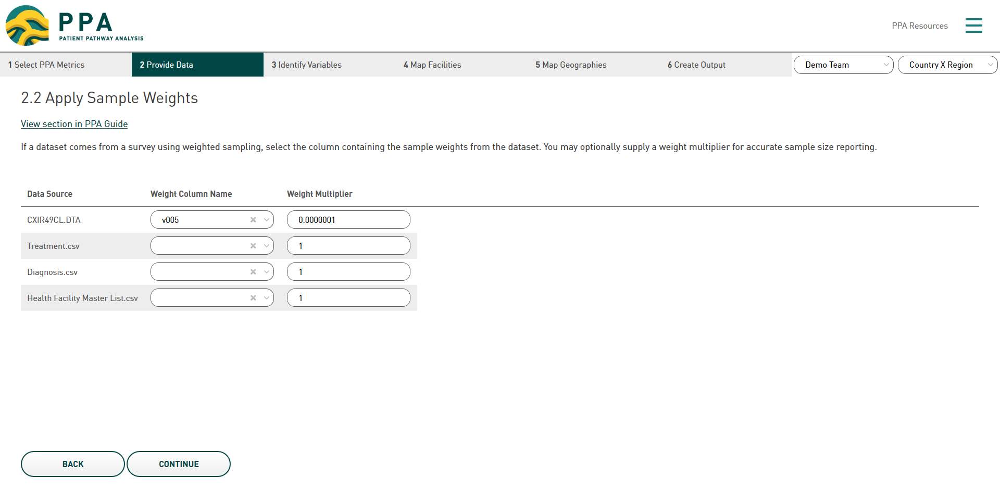 PPA
PATIENT PATHWAY ANALYSIS
PPA Resources
1 Select PPA Metrics
2 Provide Data
3 Identify Variables
4 Map Facilities
5 Map Geographies
6 Create Output
Demo Team
Country X Region
2.2 Apply Sample Weights
View section in PPA Guide
If a dataset comes from a survey using weighted sampling, select the column containing the sample weights from the dataset. You may optionally supply a weight multiplier for accurate sample size reporting.
Data Source Weight Column Name Weight Multiplier
CXIR49CL.DTA v005 0.0000001
Treatment.csv 1
Diagnosis.csv 1
Health Facility Master List.csv 1
BACK CONTINUE